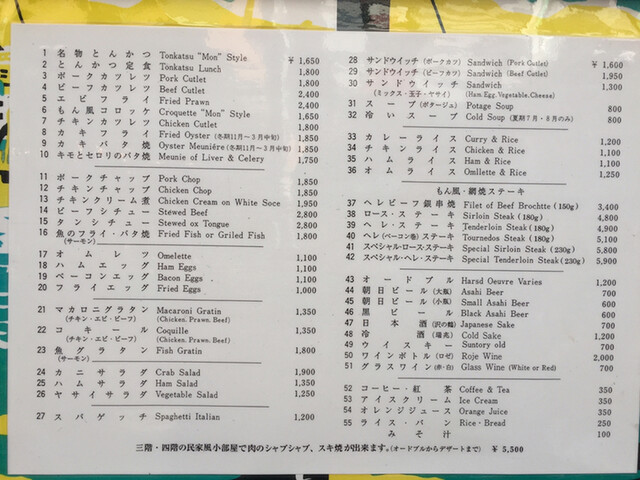 1 名物とんかつ Tonkatsu "Mon" Style ¥ 1,650
2 とんかつ定食 Tonkatsu Lunch 1,800
3 ポークカツレツ Pork Cutlet 1,800
4 ビーフカツレツ Beef Cutlet 2,400
5 エビフライ Fried Prawn 2,400
6 もん風コロッケ Croquette "Mon" Style 1,600
7 チキンカツレツ Chicken Cutlet 1,800
8 カキフライ Fried Oyster (冬期11月〜3月中旬) 1,850
9 カキバタ焼 Oyster Meuniére (冬期11月〜3月中旬) 1,850
10 キモとセロリのバタ焼 Meunie of Liver & Celery 1,750
11 ポークチャップ Pork Chop 1,850
12 チキンチャップ Chicken Chop 1,850
13 チキンクリーム煮 Chicken Cream on White Soce 1,950
14 ビーフシチュー Stewed Beef 2,800
15 タンシチュー Stewed ox Tongue 2,800
16 魚のフライ・バタ焼 Fried Fish or Griled Fish 1,800
(サーモン)
17 オムレツ Omelette 1,100
18 ハムエッグ Ham Eggs 1,100
19 ベーコンエッグ Bacon Eggs 1,100
20 フライエッグ Fried Eggs 1,000
21 マカロニグラタン Macaroni Gratin 1,350
(チキン・エビ・ビーフ) (Chicken. Prawn. Beef)
22 コキール Coquille 1,350
(チキン・エビ・ビーフ) (Chicken. Prawn. Beef)
23 魚グラタン Fish Gratin 1,800
(サーモン)
24 カニサラダ Crab Salad 1,900
25 ハムサラダ Ham Salad 1,350
26 ヤサイサラダ Vegetable Salad 1,250
27 スパゲッチ Spaghetti Italian 1,200
28 サンドウイッチ (ポークカツ) Sandwich (Pork Cutlet) ¥ 1,600
29 サンドウイッチ (ビーフカツ) Sandwich (Beef Cutlet) 1,950
30 サンドウイッチ Sandwich 1,300
(ミックス・玉子・ヤサイ) (Ham.Egg.Vegetable.Cheese)
31 スープ (ポタージュ) Potage Soup 800
32 冷いスープ Cold Soup (夏期7月・8月のみ) 800
33 カレーライス Curry & Rice 1,200
34 チキンライス Chicken & Rice 1,100
35 ハムライス Ham & Rice 1,100
36 オムライス Omllette & Rice 1,250
もん風・網焼ステーキ
37 ヘレビーフ銀串焼 Filet of Beef Brochtte (150g) 3,400
38 ロース・ステーキ Sirloin Steak (180g) 4,800
39 ヘレ・ステーキ Tenderloin Steak (180g) 4,900
40 ヘレ(ベーコン巻)ステーキ Tournedos Steak (180g) 5,100
41 スペシャル・ロース・ステーキ Special Sirloin Steak (230g) 5,800
42 スペシャル・ヘレ・ステーキ Special Tenderloin Steak (230g) 5,900
43 オードブル Harsd Oeuvre Varies 1,200
44 朝日ビール (大瓶) Asahi Beer 700
45 朝日ビール (小瓶) Small Asahi Beer 600
46 黒ビール Black Asahi Beer 600
47 日本酒 (沢の鶴) Japanese Sake 700
48 冷酒 (瑞兆) Cold Sake 1,200
49 ウイスキー Suntory old 700
50 ワインボトル (ロゼ) Roje Wine 2,000
51 グラスワイン (赤・白) Glass Wine (White or Red) 700
52 コーヒー・紅茶 Coffee & Tea 350
53 アイスクリーム Ice Cream 350
54 オレンジジュース Orange Juice 350
55 ライス・パン Rice・Bread 250
みそ汁 300
三階・四階の民家風小部屋で肉のシャブシャブ、スキ焼が出来ます。(オードブルからデザートまで) ¥ 5,500